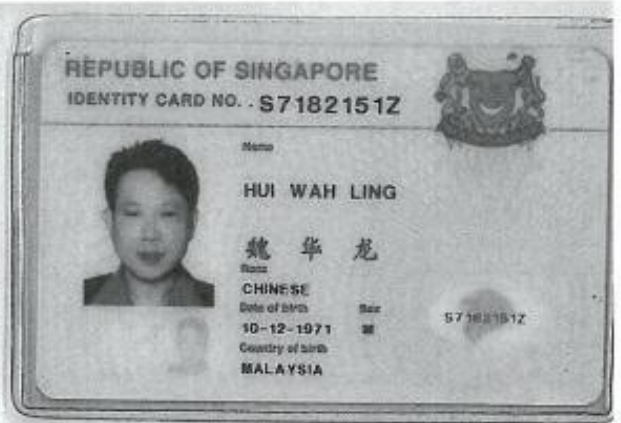 REPUBLIC OF SINGAPORE
IDENTITY CARD NO. . S7182151Z
Name
HUI WAH LING
魏 华 龙
Race
CHINESE
Date of birth Sex
10-12-1971 M
S7182151Z
Country of birth
MALAYSIA